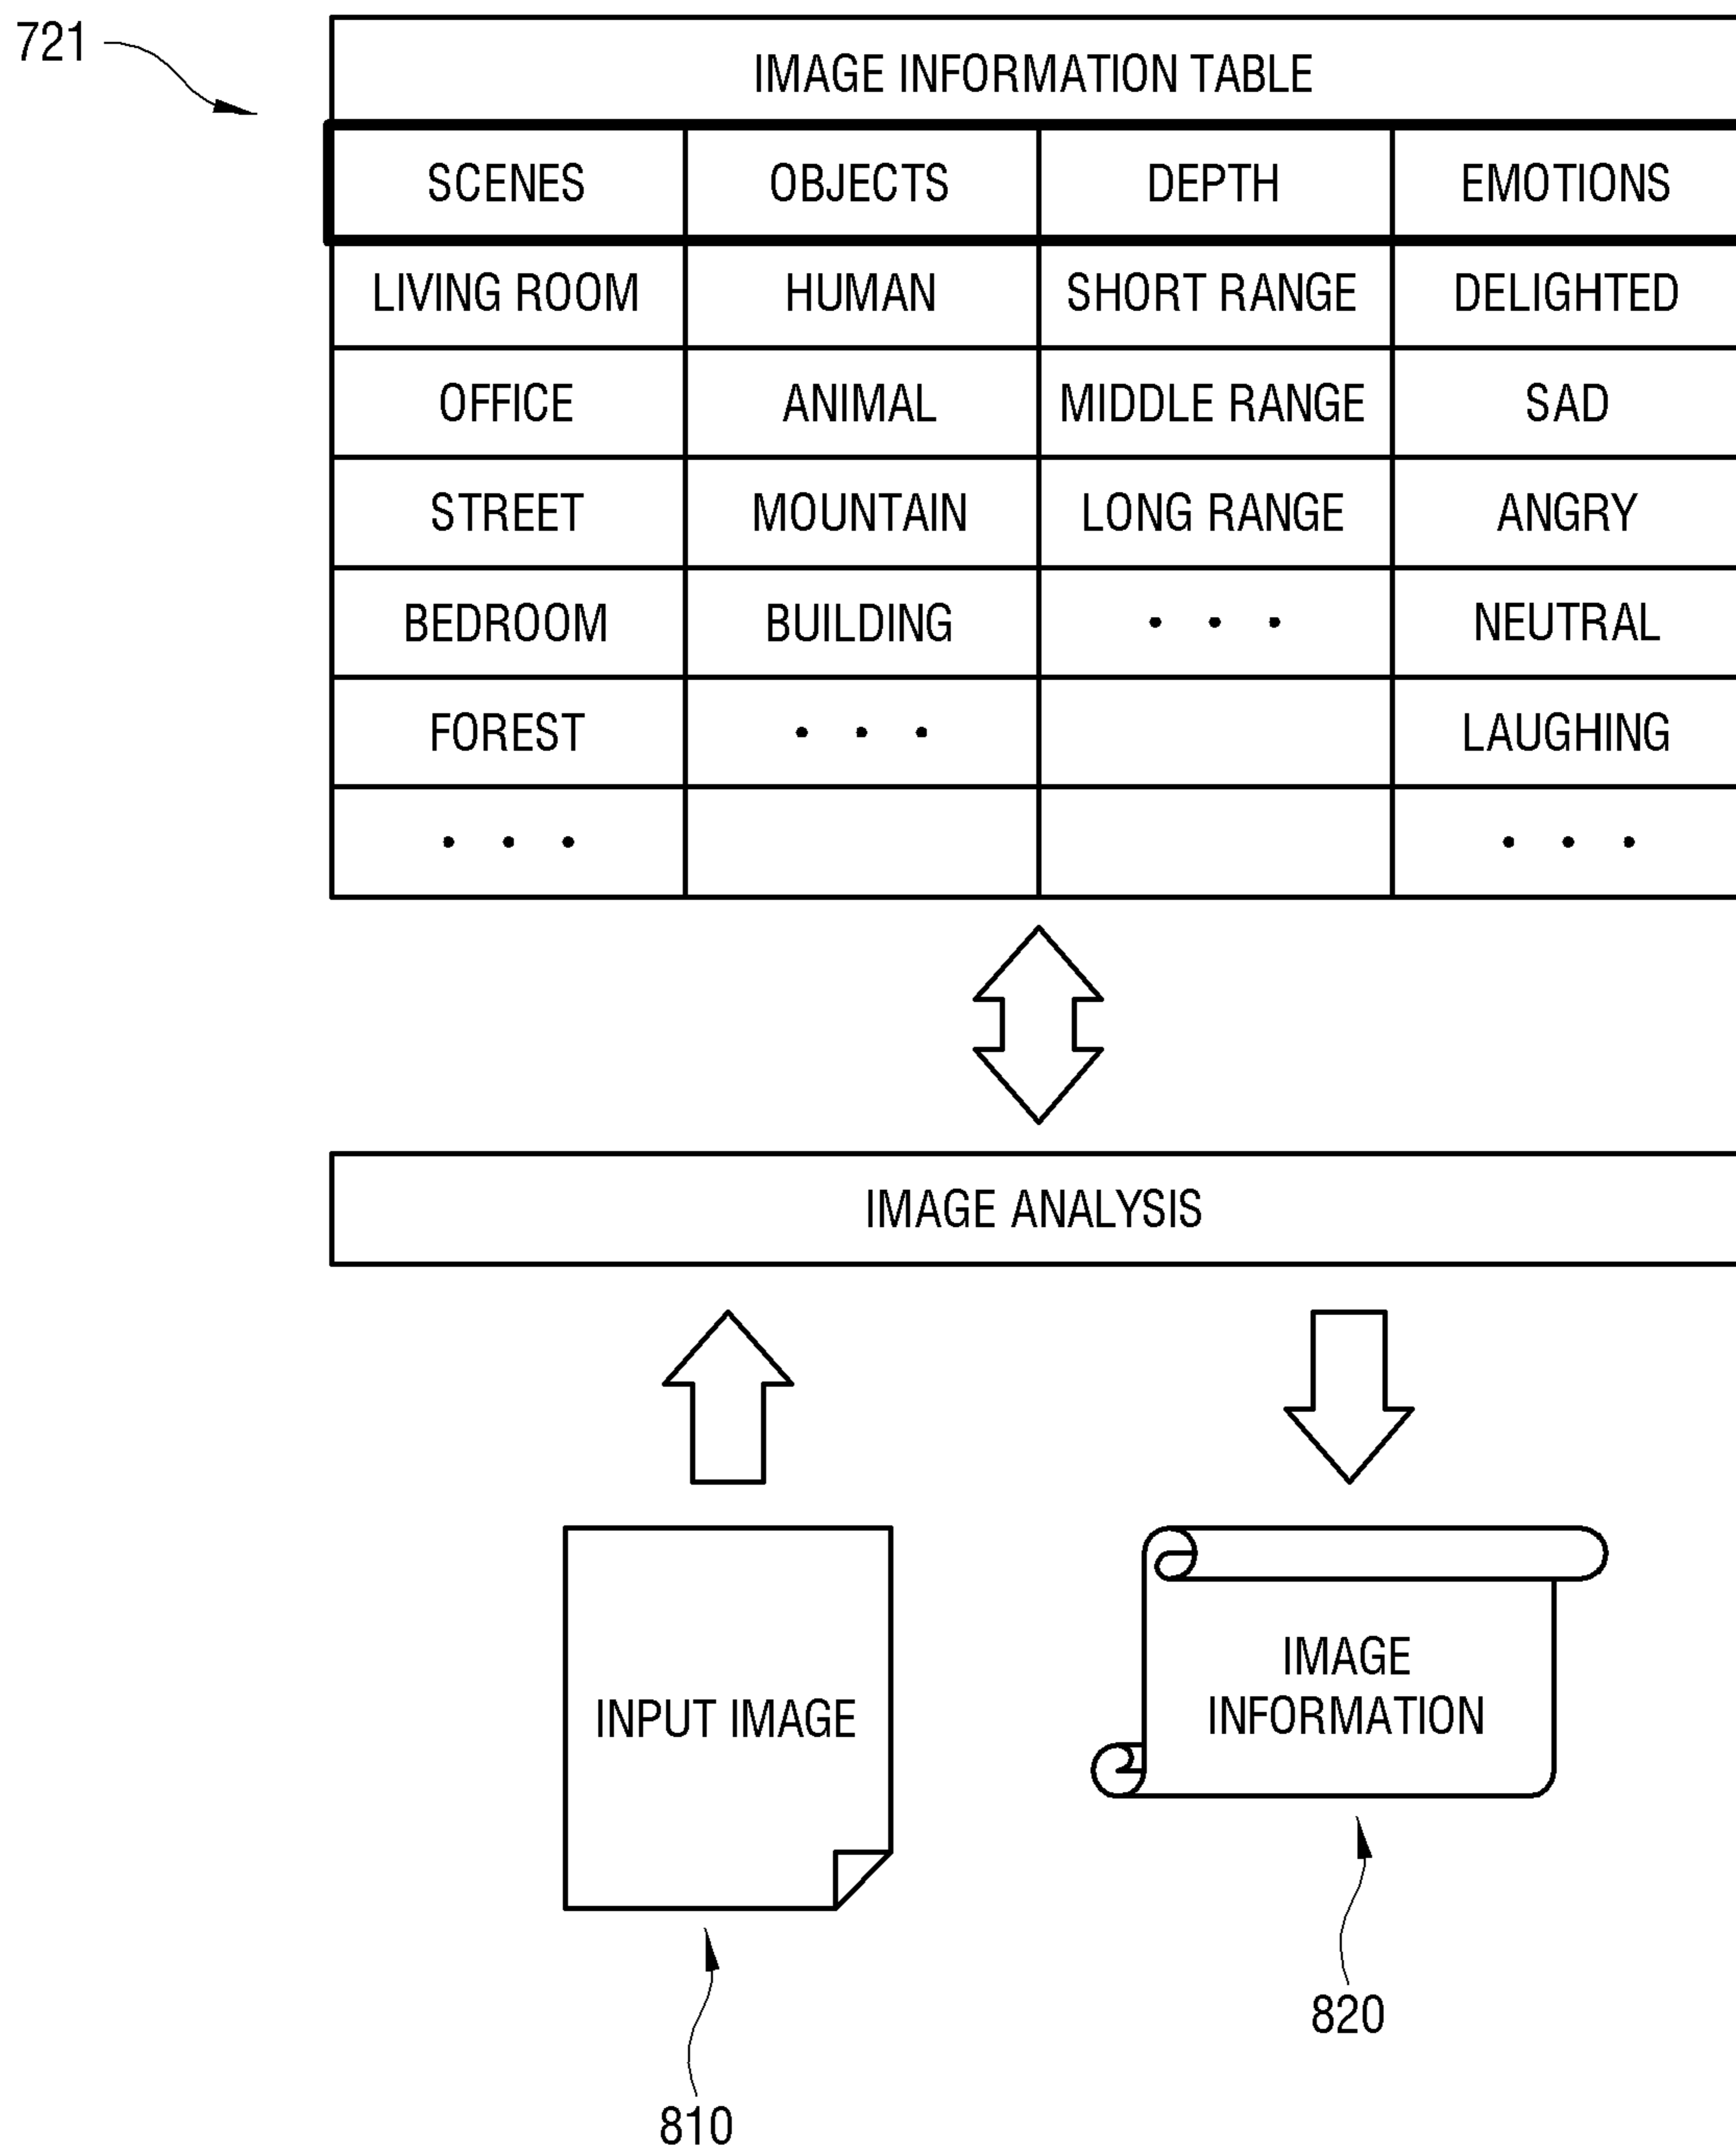 721
IMAGE INFORMATION TABLE
SCENES OBJECTS DEPTH EMOTIONS
LIVING ROOM HUMAN SHORT RANGE DELIGHTED
OFFICE ANIMAL MIDDLE RANGE SAD
STREET MOUNTAIN LONG RANGE ANGRY
BEDROOM BUILDING • • • NEUTRAL
FOREST • • • LAUGHING
• • • • • •
IMAGE ANALYSIS
INPUT IMAGE
IMAGE
INFORMATION
820
810